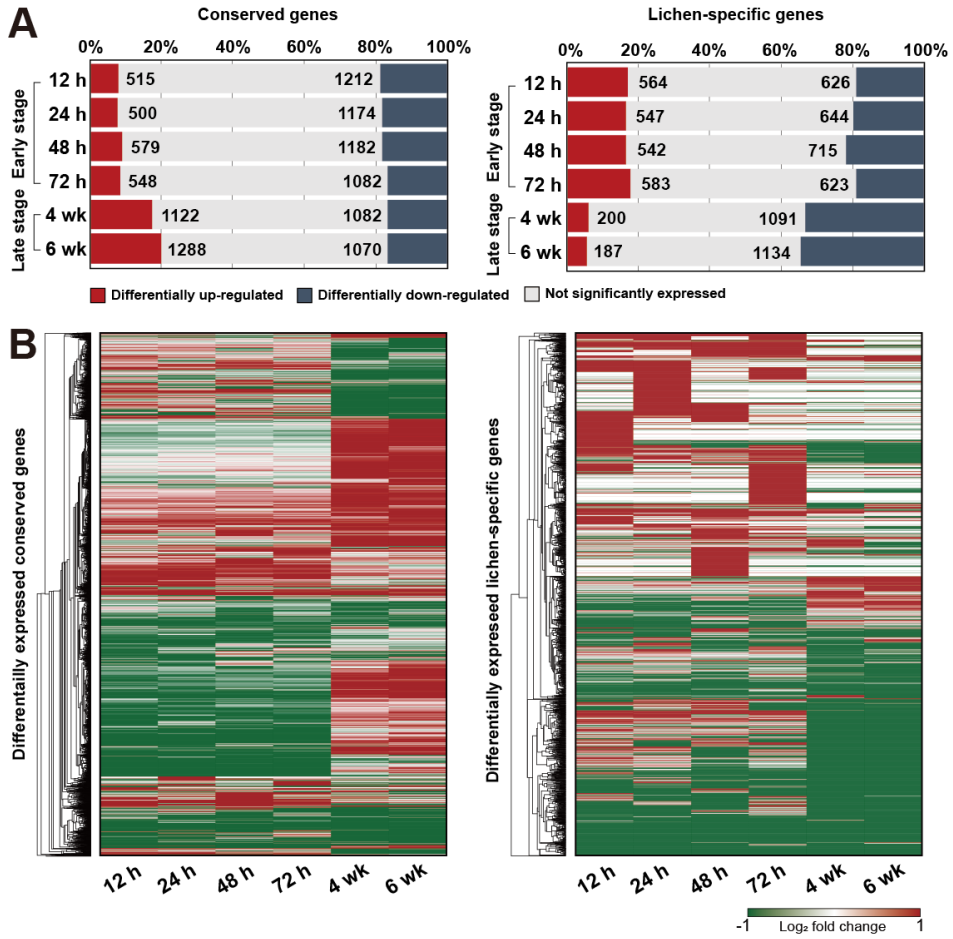 A
Conserved genes
0% 20% 40% 60% 80% 100%
Early stage
12 h 515 1212
24 h 500 1174
48 h 579 1182
72 h 548 1082
Late stage
4 wk 1122 1082
6 wk 1288 1070
Lichen-specific genes
0% 20% 40% 60% 80% 100%
Early stage
12 h 564 626
24 h 547 644
48 h 542 715
72 h 583 623
Late stage
4 wk 200 1091
6 wk 187 1134
Differentially up-regulated Differentially down-regulated Not significantly expressed
B
Differentailly expressed conserved genes
12 h 24 h 48 h 72 h 4 wk 6 wk
Differentially expreseed lichen-specific genes
12 h 24 h 48 h 72 h 4 wk 6 wk
-1 Log₂ fold change 1